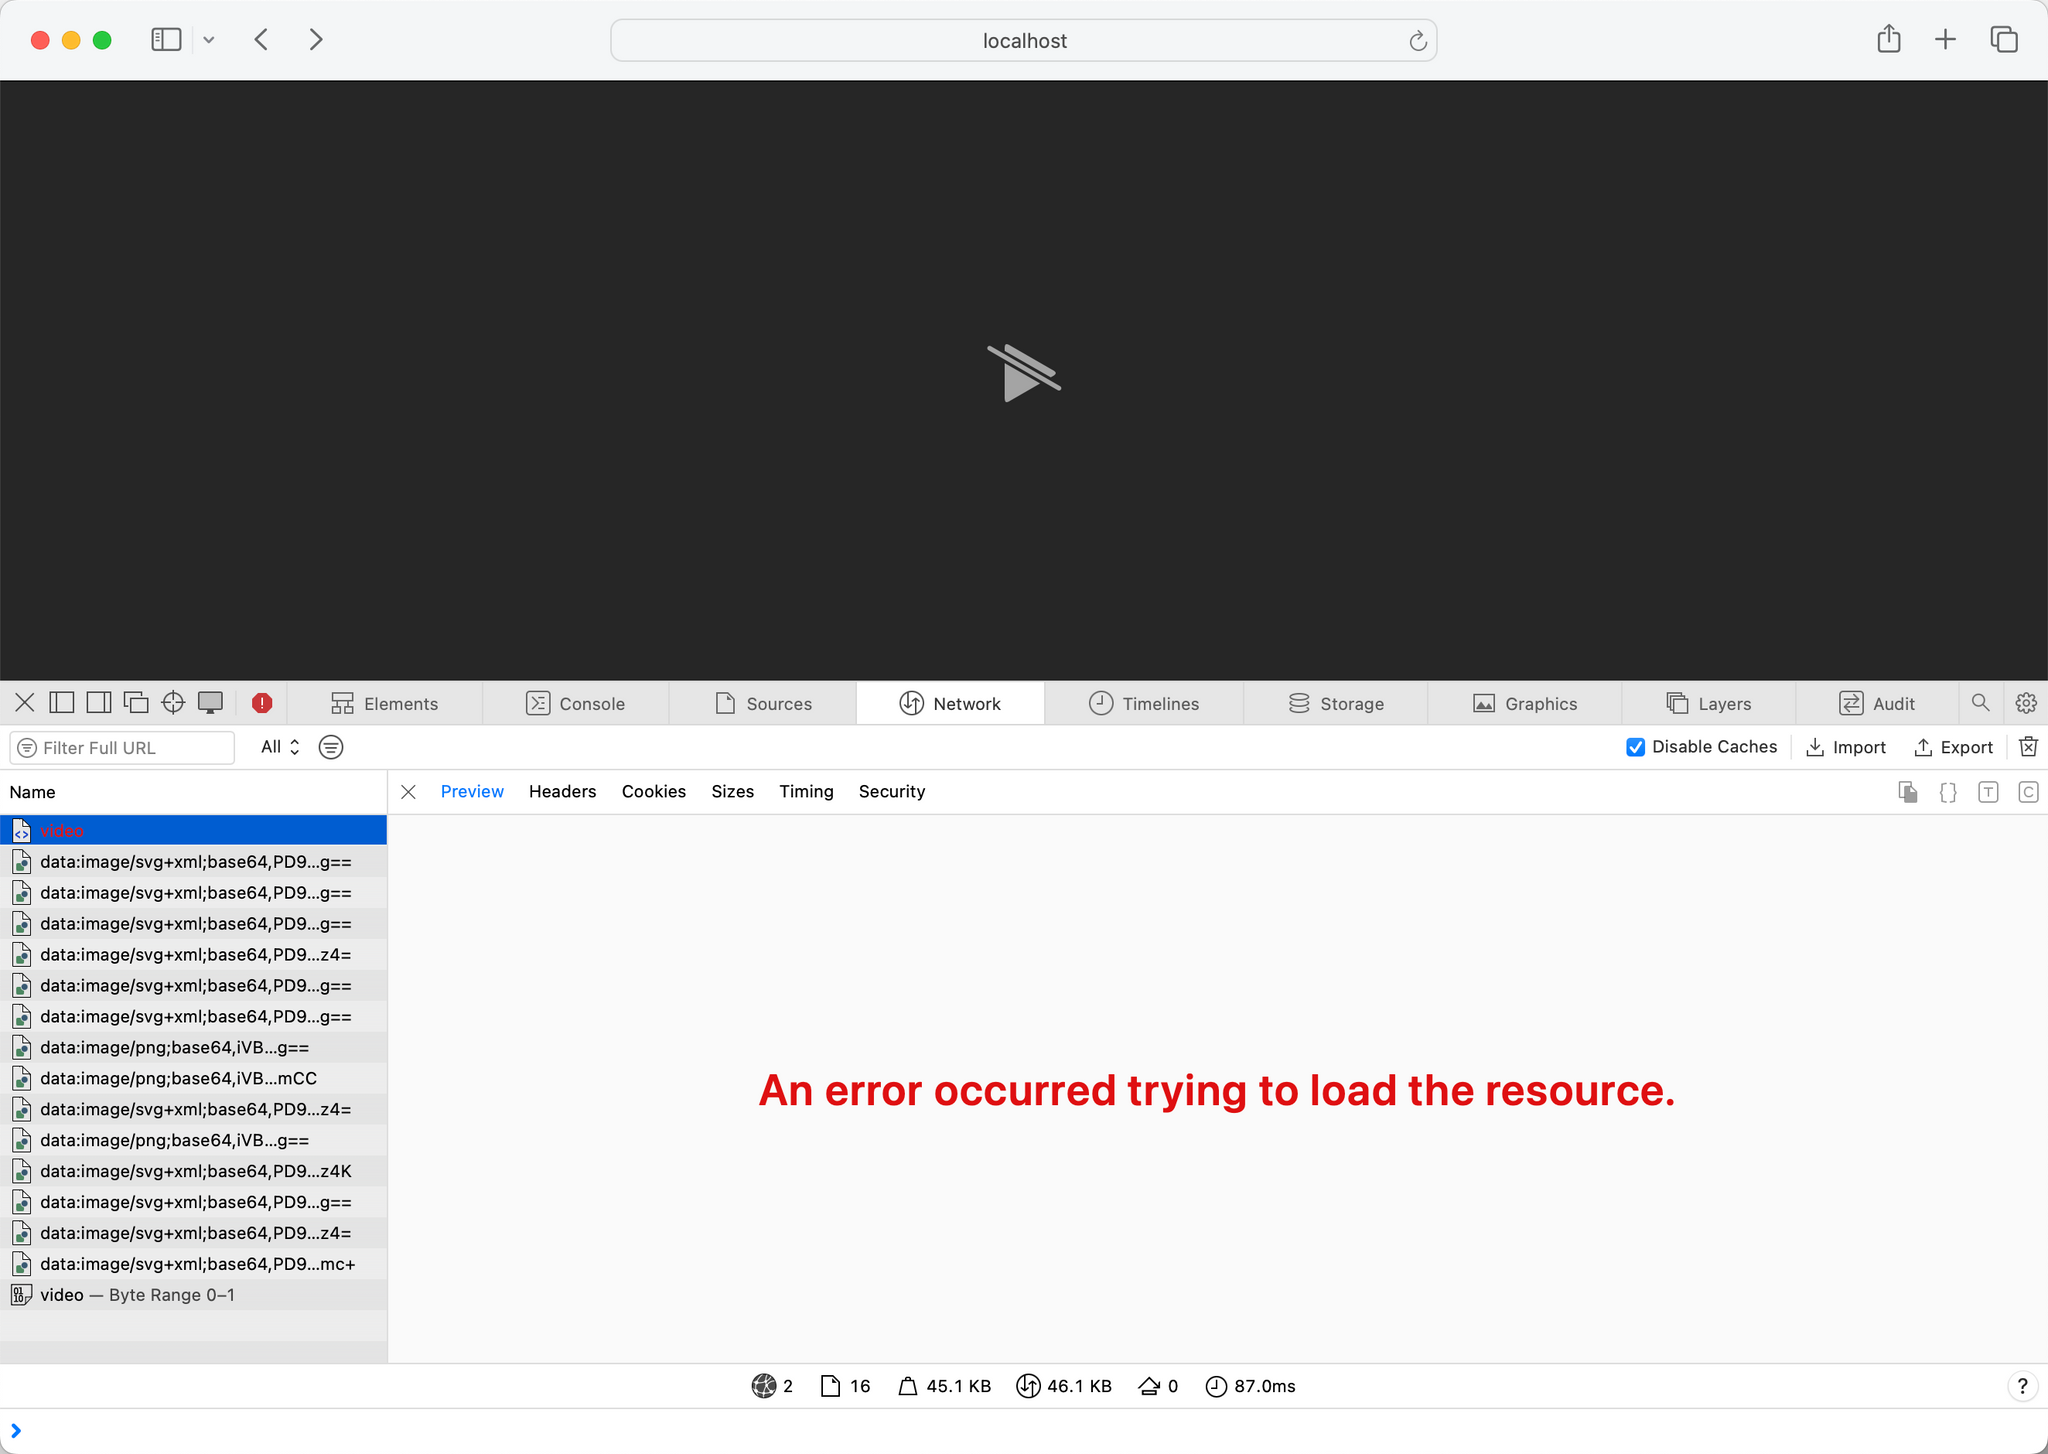 localhost
Elements
Console
Sources
Network
Timelines
Storage
Graphics
Layers
Audit
Filter Full URL
All
Disable Caches
Import
Export
Name
Preview
Headers
Cookies
Sizes
Timing
Security
T
C
video
data:image/svg+xml;base64,PD9…g==
data:image/svg+xml;base64,PD9…g==
data:image/svg+xml;base64,PD9…g==
data:image/svg+xml;base64,PD9…z4=
data:image/svg+xml;base64,PD9…g==
data:image/svg+xml;base64,PD9…g==
data:image/png;base64,iVB…g==
data:image/png;base64,iVB…mCC
data:image/svg+xml;base64,PD9…z4=
data:image/png;base64,iVB…g==
data:image/svg+xml;base64,PD9…z4K
data:image/svg+xml;base64,PD9…g==
data:image/svg+xml;base64,PD9…z4=
data:image/svg+xml;base64,PD9…mc+
video — Byte Range 0–1
An error occurred trying to load the resource.
2
16
45.1 KB
46.1 KB
0
87.0ms
?